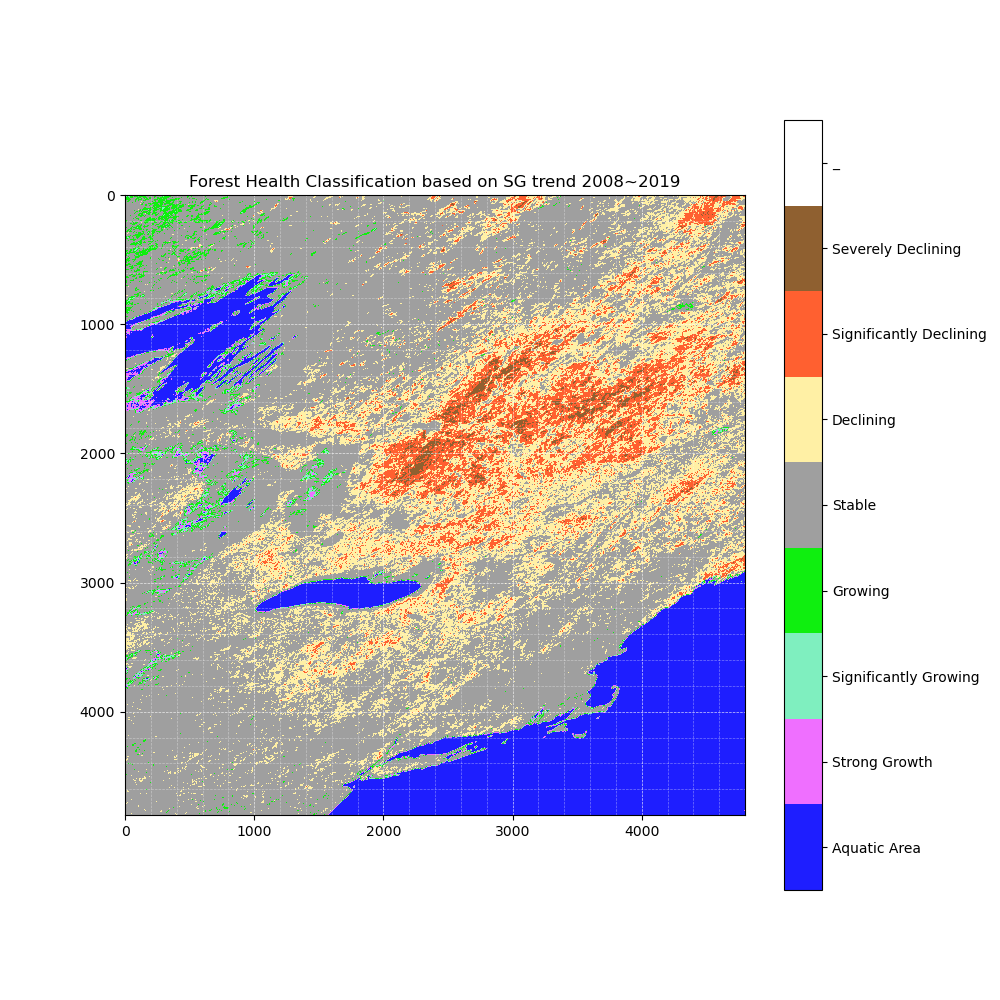 Forest Health Classification based on SG trend 2008~2019
0
1000
2000
3000
4000
0
1000
2000
3000
4000
–
Severely Declining
Significantly Declining
Declining
Stable
Growing
Significantly Growing
Strong Growth
Aquatic Area